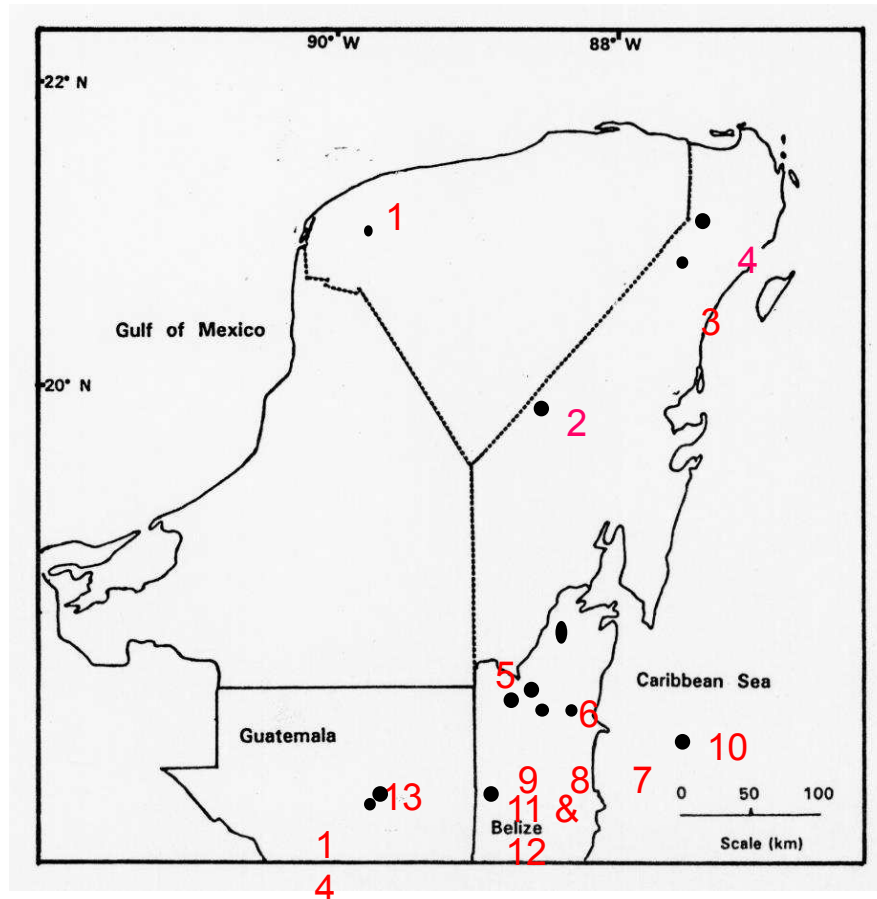 90° W
88° W
22° N
1
4
Gulf of Mexico
3
20° N
2
5
Caribbean Sea
6
Guatemala
10
9 8 7
13
0 50 100
11 &
Belize
12
Scale (km)
1
4